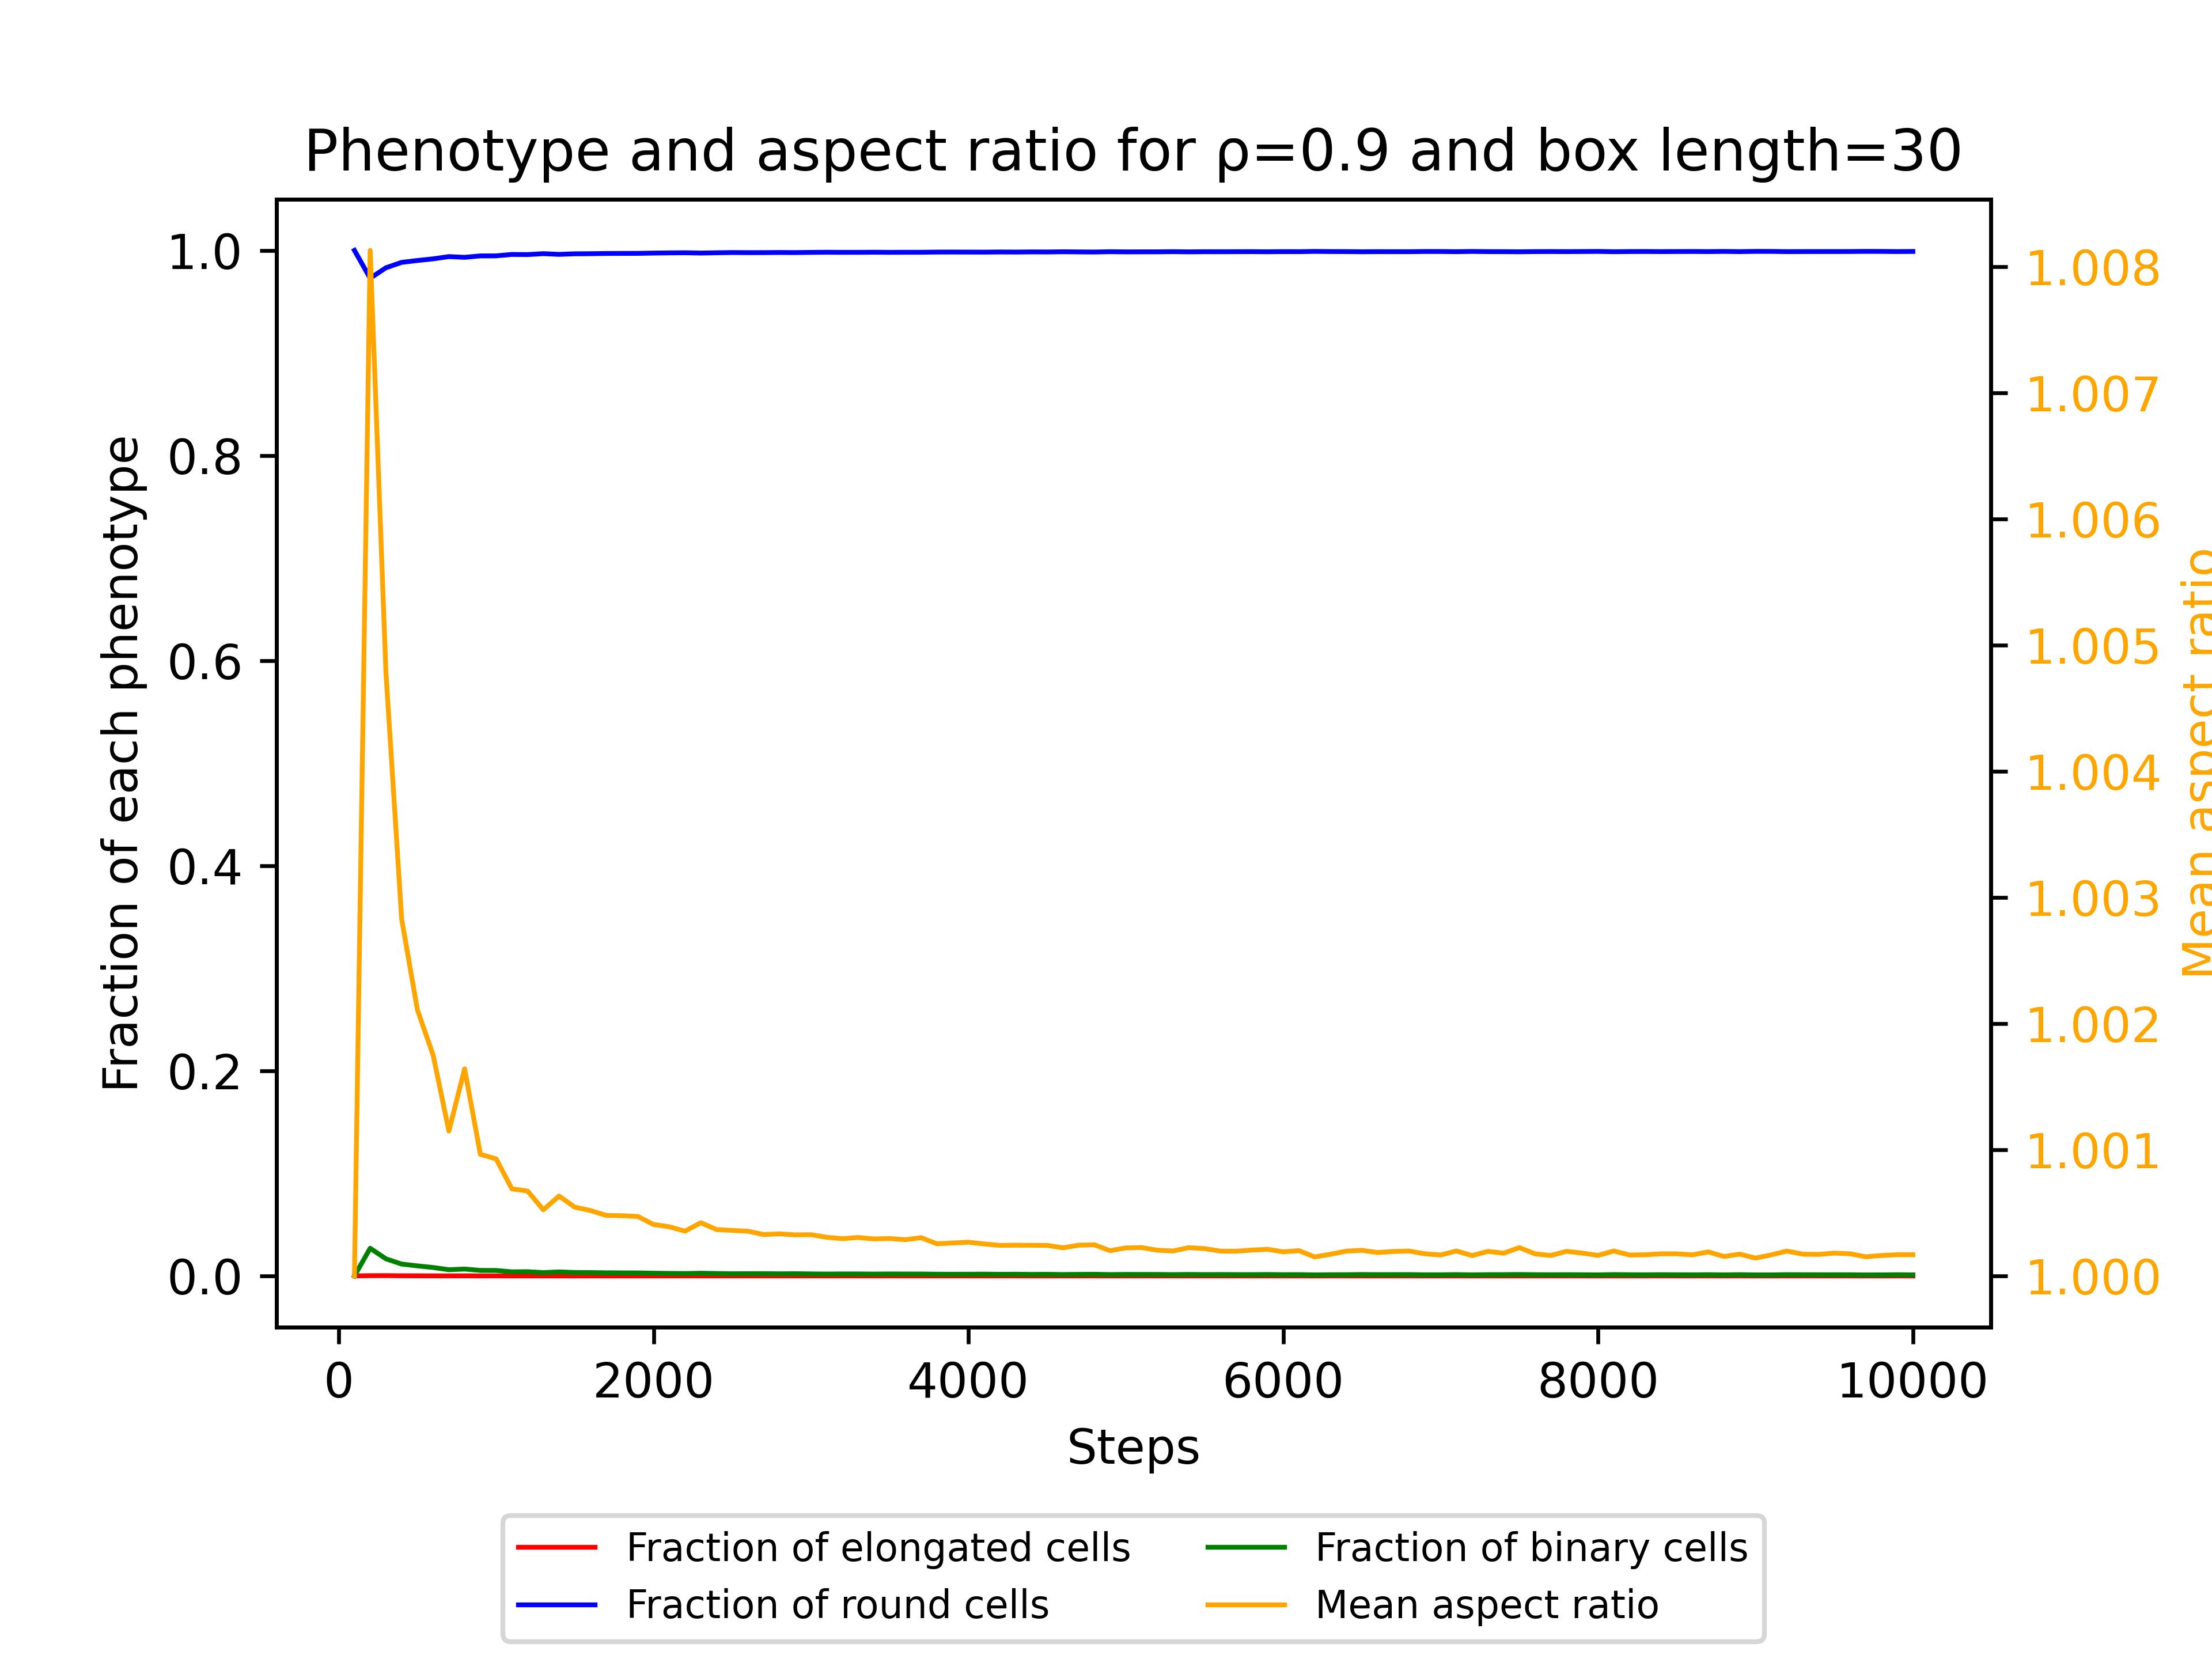 Phenotype and aspect ratio for ρ=0.9 and box length=30
Fraction of each phenotype
1.0
0.8
0.6
0.4
0.2
0.0
1.008
1.007
1.006
1.005
1.004
1.003
1.002
1.001
1.000
Mean aspect ratio
0 2000 4000 6000 8000 10000
Steps
Fraction of elongated cells
Fraction of round cells
Fraction of binary cells
Mean aspect ratio